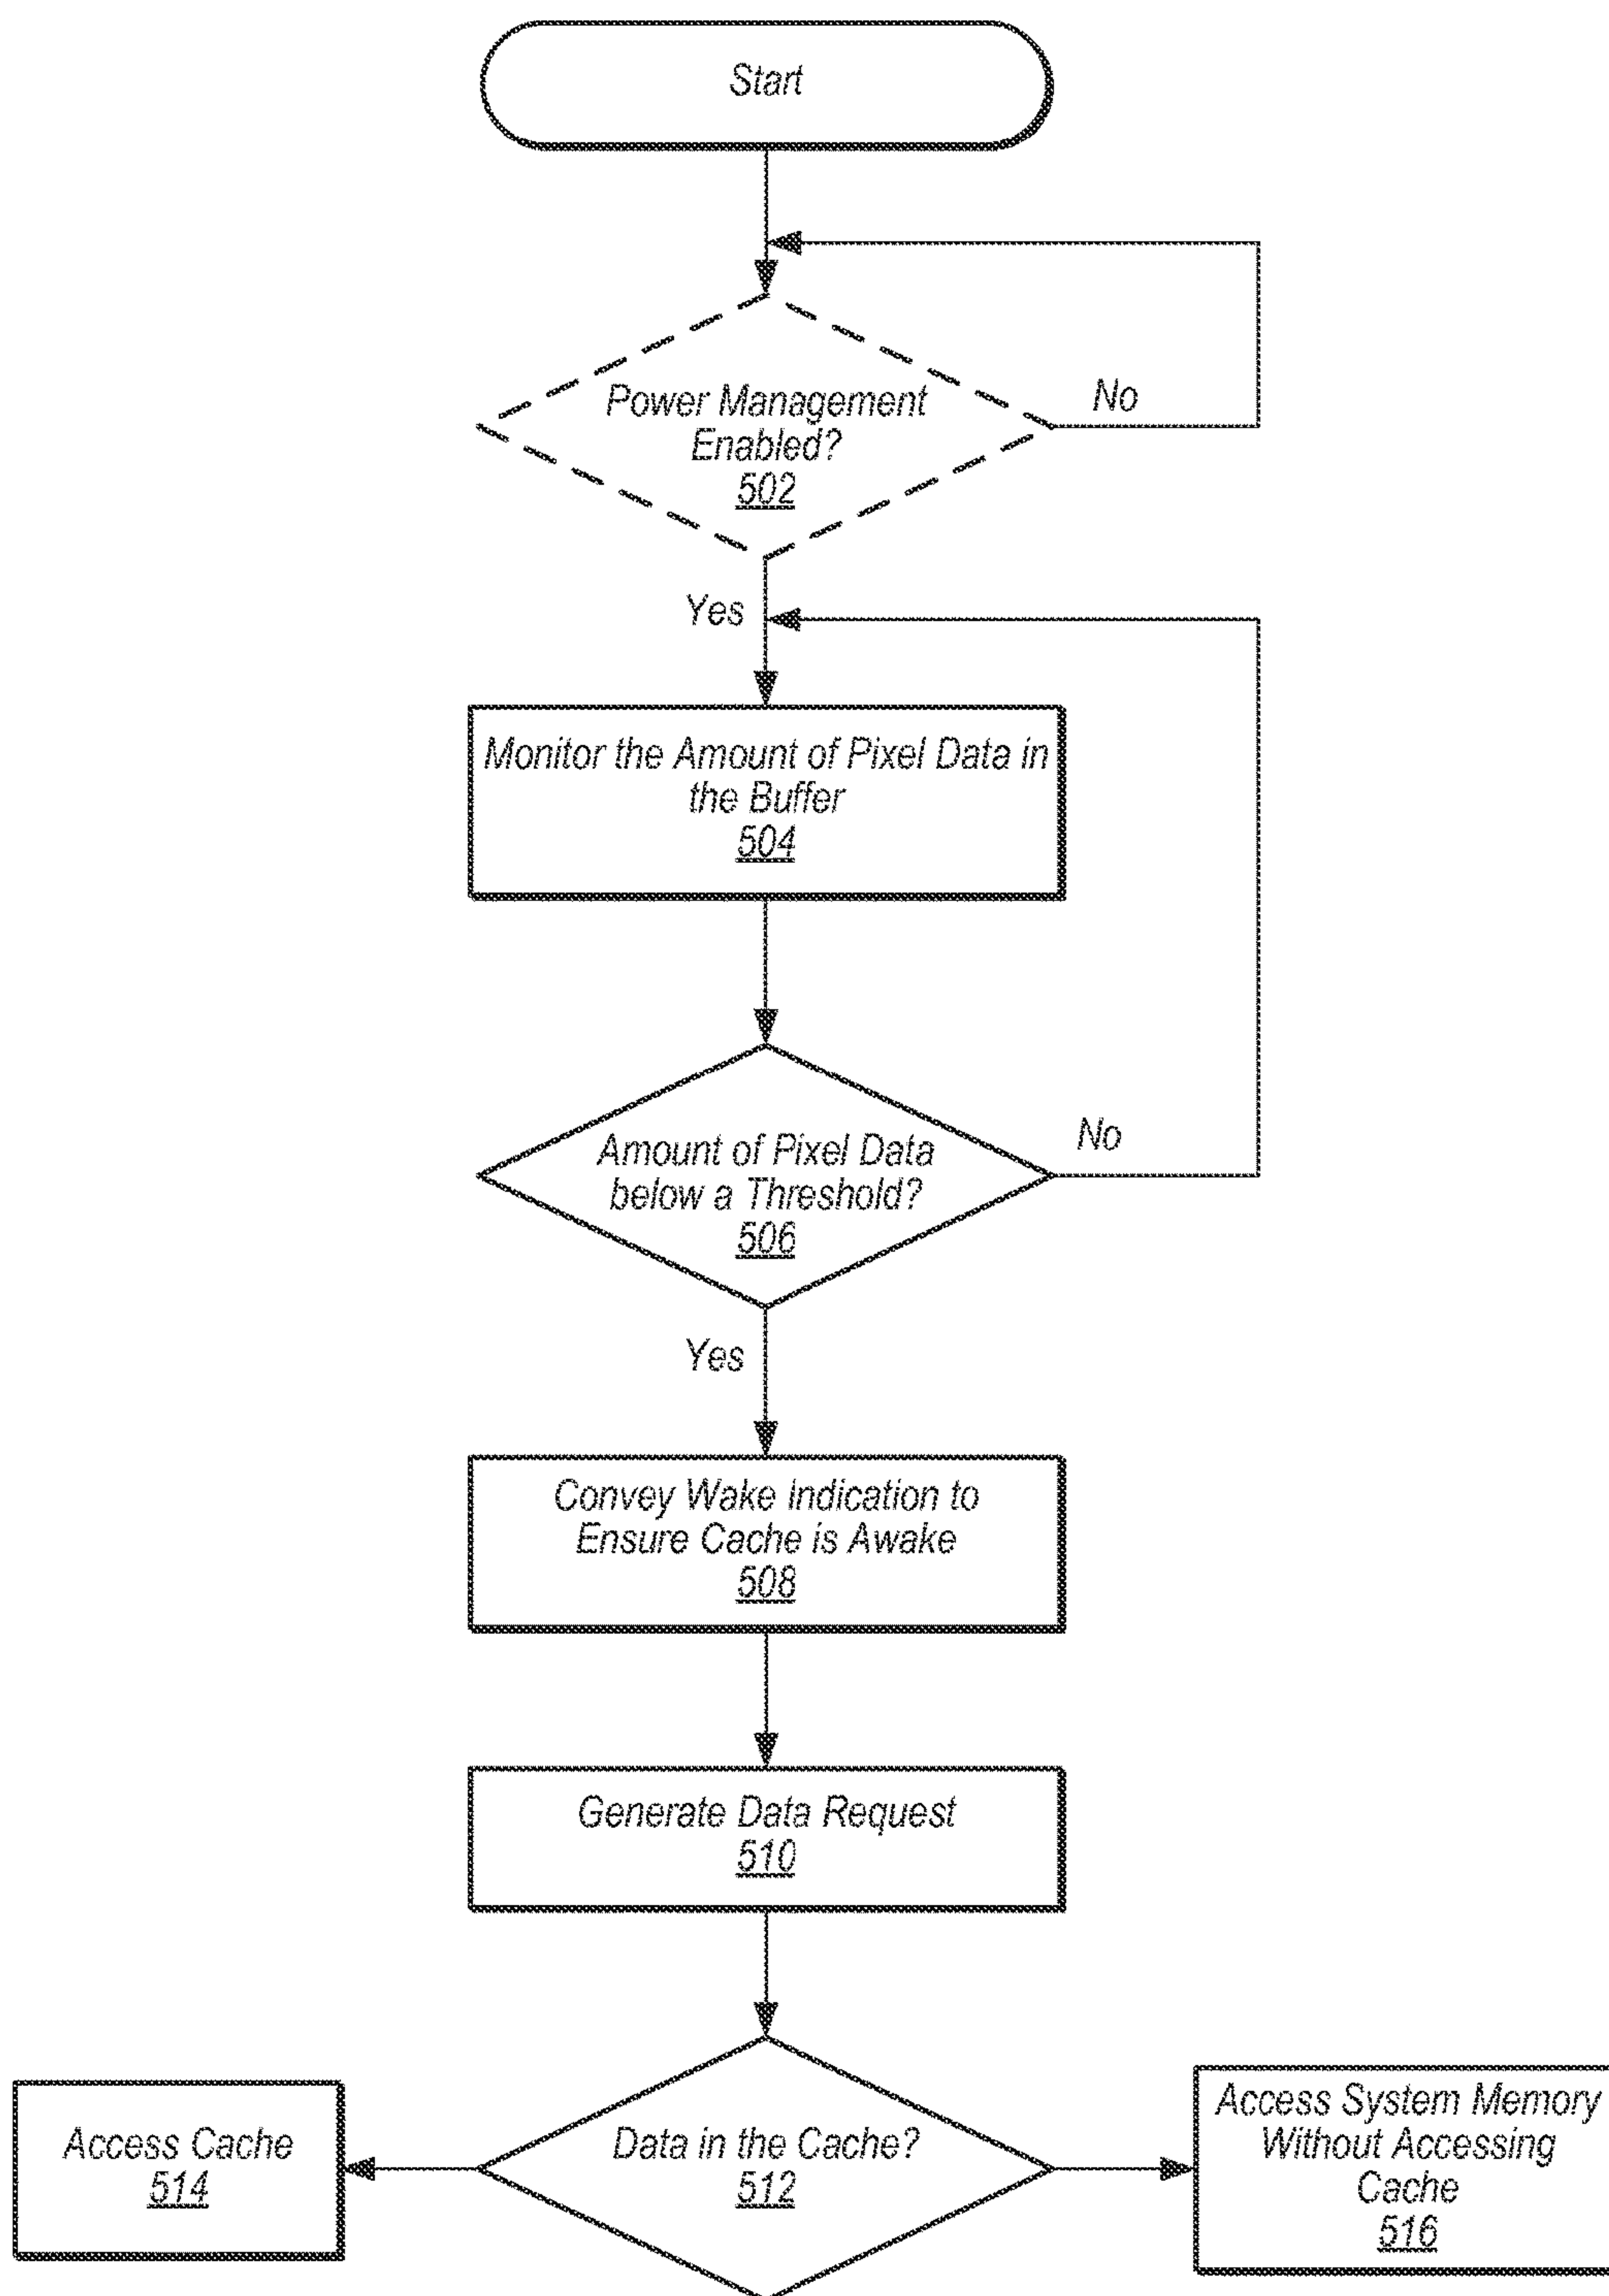 Start
Power Management
Enabled?
502
No
Yes
Monitor the Amount of Pixel Data in
the Buffer
504
Amount of Pixel Data
below a Threshold?
506
No
Yes
Convey Wake Indication to
Ensure Cache is Awake
508
Generate Data Request
510
Access Cache
514
Data in the Cache?
512
Access System Memory
Without Accessing
Cache
516